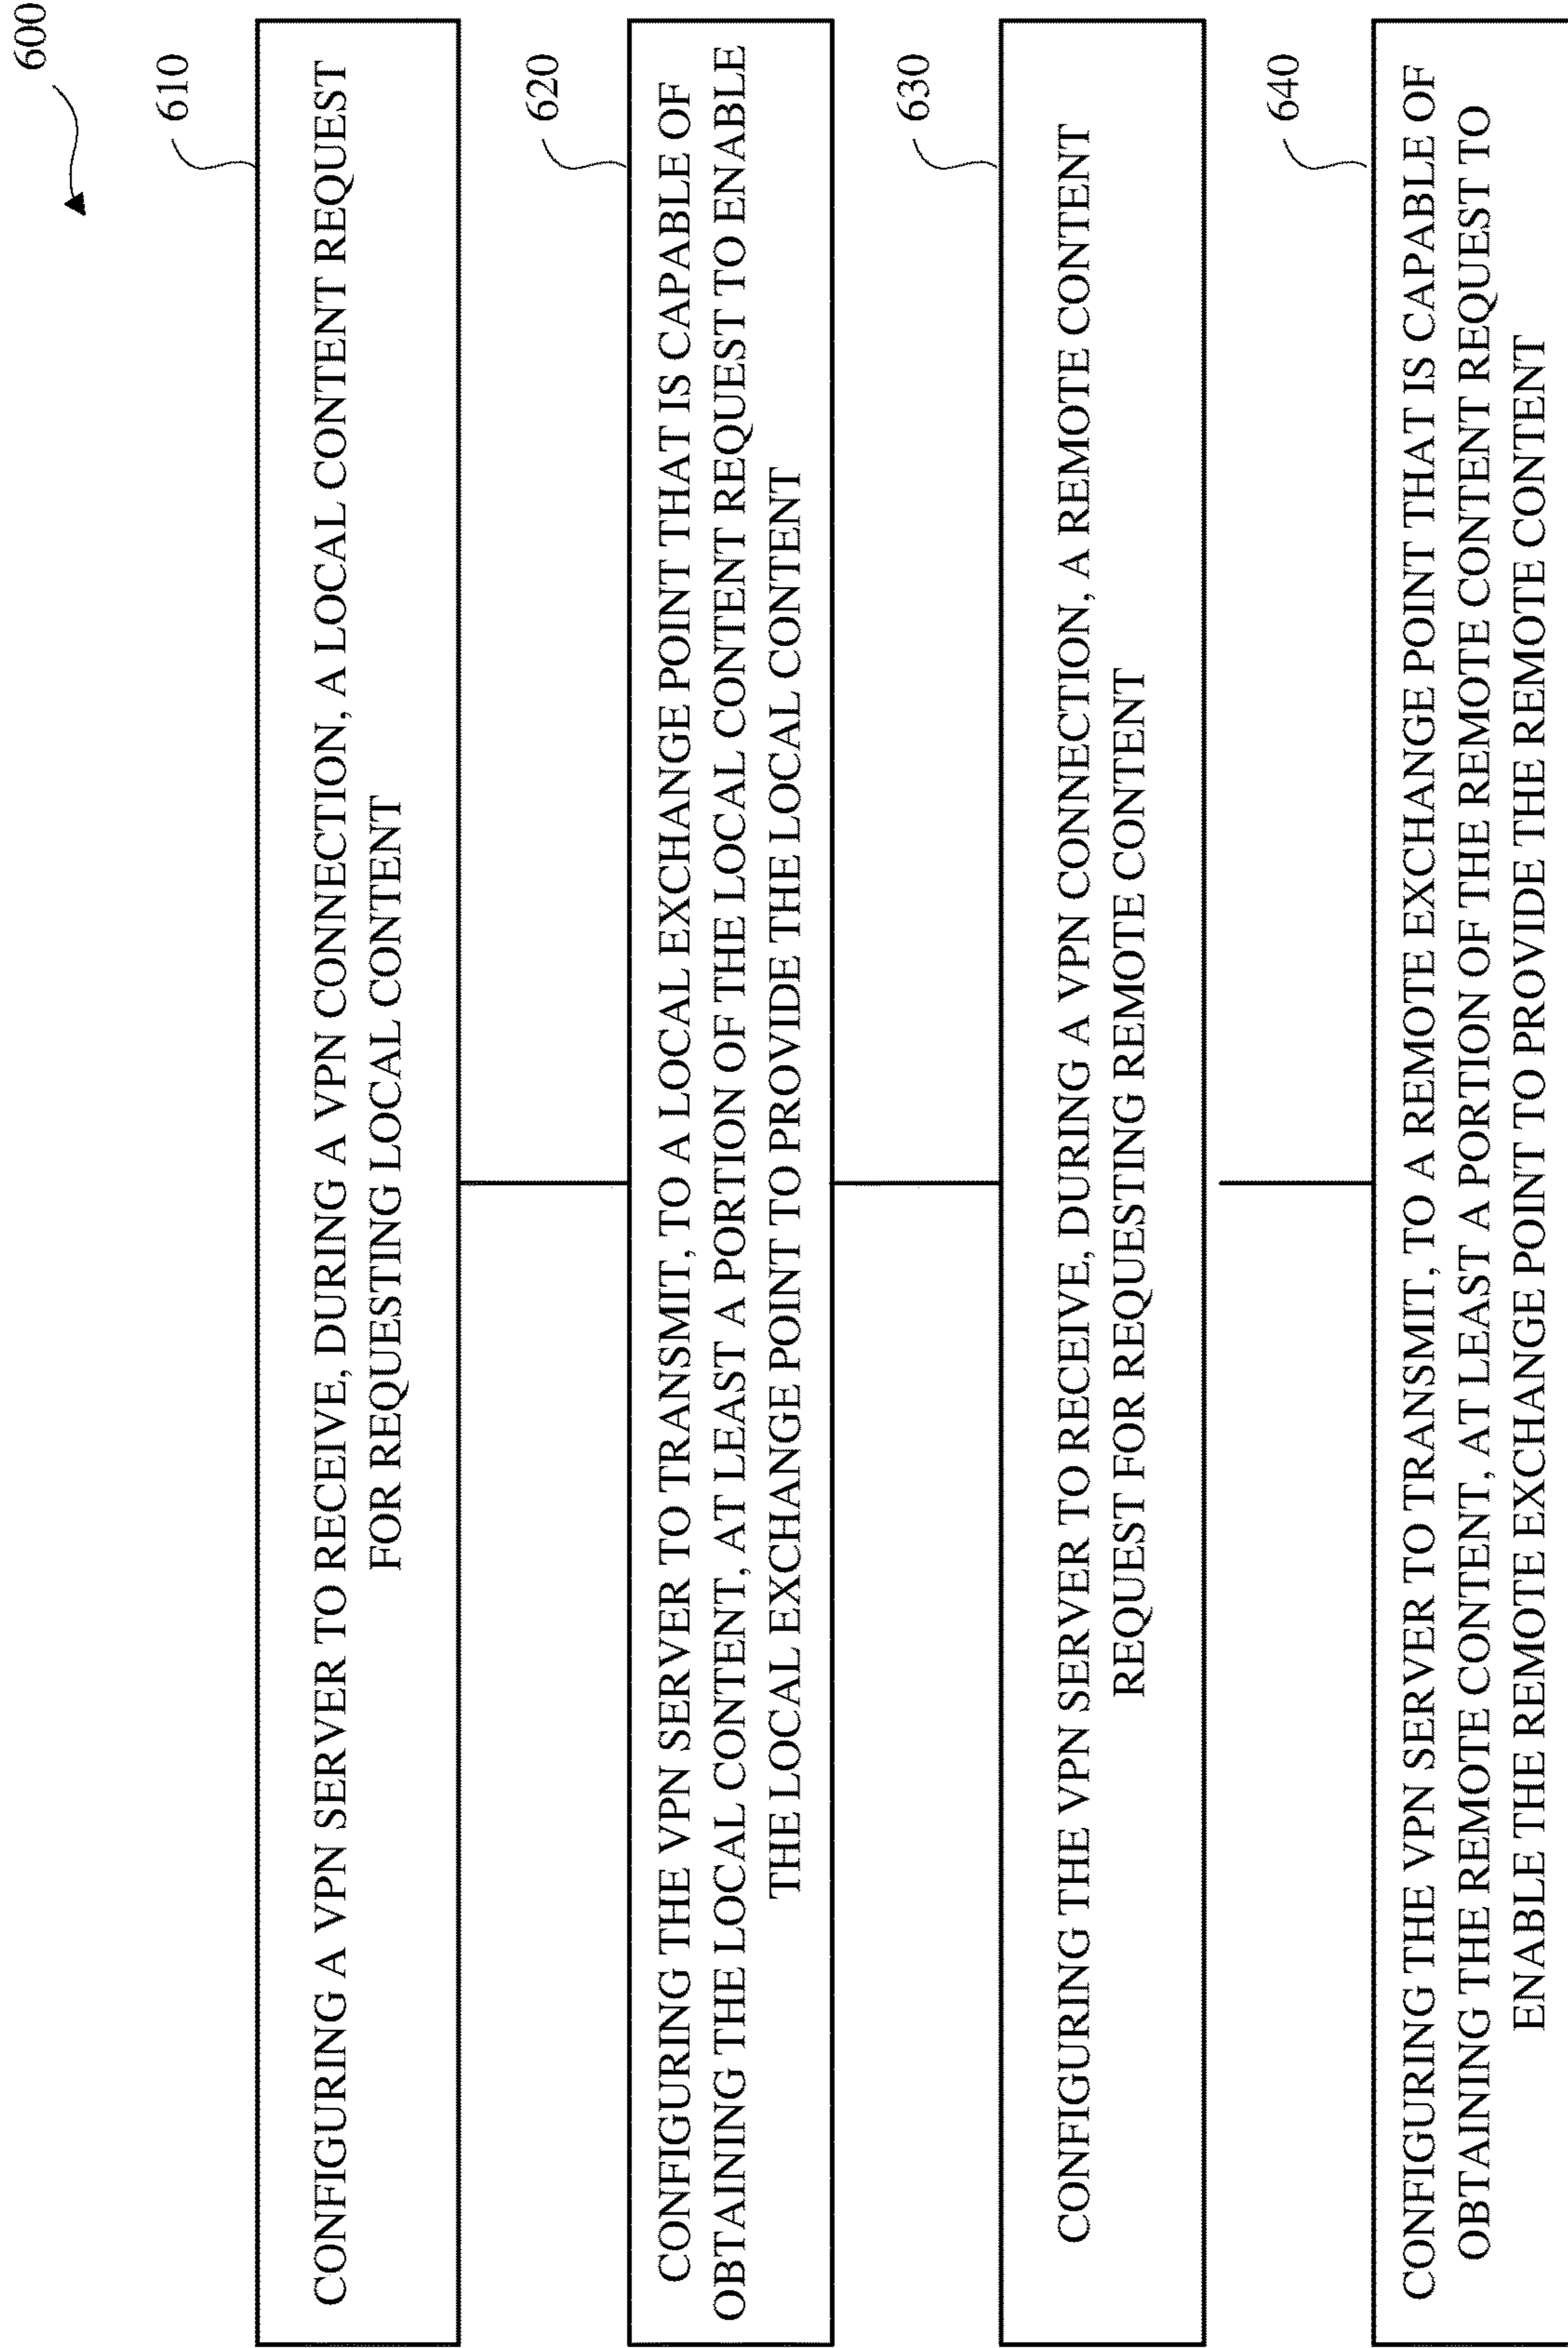 600
610
CONFIGURING A VPN SERVER TO RECEIVE, DURING A VPN CONNECTION, A LOCAL CONTENT REQUEST
FOR REQUESTING LOCAL CONTENT
620
CONFIGURING THE VPN SERVER TO TRANSMIT, TO A LOCAL EXCHANGE POINT THAT IS CAPABLE OF
OBTAINING THE LOCAL CONTENT, AT LEAST A PORTION OF THE LOCAL CONTENT REQUEST TO ENABLE
THE LOCAL EXCHANGE POINT TO PROVIDE THE LOCAL CONTENT
630
CONFIGURING THE VPN SERVER TO RECEIVE, DURING A VPN CONNECTION, A REMOTE CONTENT
REQUEST FOR REQUESTING REMOTE CONTENT
640
CONFIGURING THE VPN SERVER TO TRANSMIT, TO A REMOTE EXCHANGE POINT THAT IS CAPABLE OF
OBTAINING THE REMOTE CONTENT, AT LEAST A PORTION OF THE REMOTE CONTENT REQUEST TO
ENABLE THE REMOTE EXCHANGE POINT TO PROVIDE THE REMOTE CONTENT